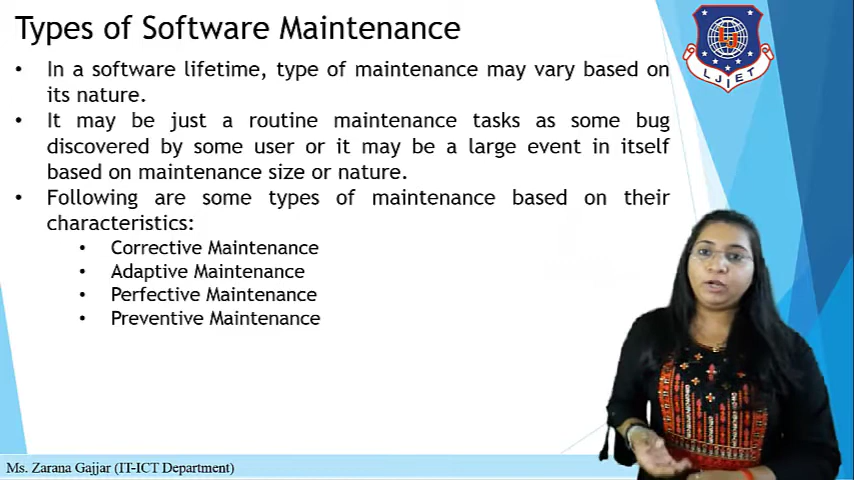 Types of Software Maintenance
• In a software lifetime, type of maintenance may vary based on
its nature.
• It may be just a routine maintenance tasks as some bug
discovered by some user or it may be a large event in itself
based on maintenance size or nature.
• Following are some types of maintenance based on their
characteristics:
• Corrective Maintenance
• Adaptive Maintenance
• Perfective Maintenance
• Preventive Maintenance
LJIET
Ms. Zarana Gajjar (IT-ICT Department)